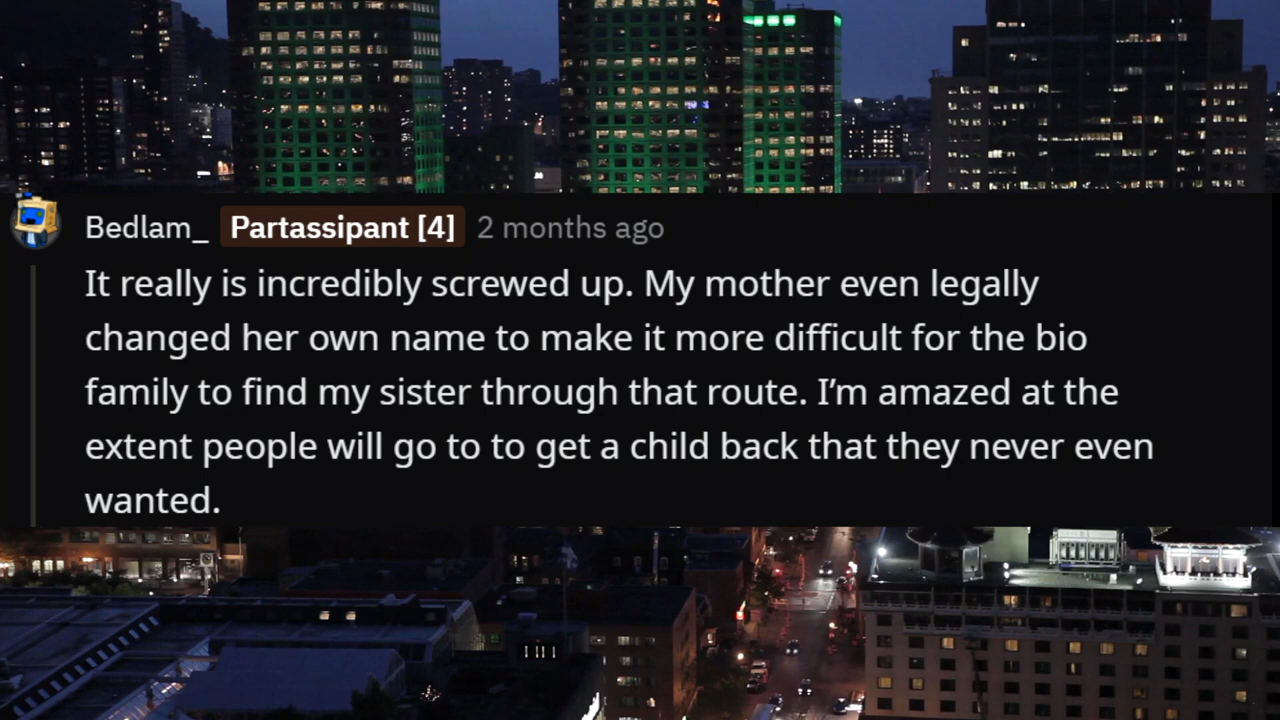 Bedlam_ Partassipant [4] 2 months ago
It really is incredibly screwed up. My mother even legally
changed her own name to make it more difficult for the bio
family to find my sister through that route. I’m amazed at the
extent people will go to to get a child back that they never even
wanted.